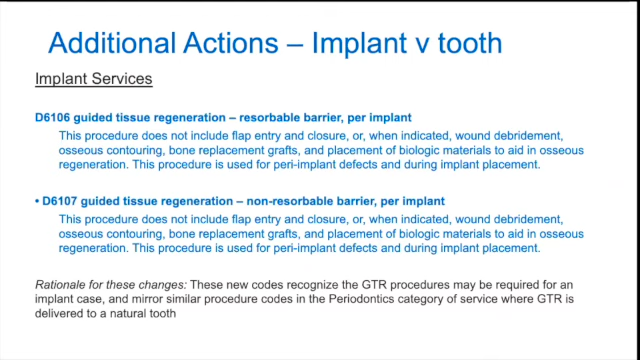 Additional Actions – Implant v tooth
Implant Services
D6106 guided tissue regeneration – resorbable barrier, per implant
This procedure does not include flap entry and closure, or, when indicated, wound debridement,
osseous contouring, bone replacement grafts, and placement of biologic materials to aid in osseous
regeneration. This procedure is used for peri-implant defects and during implant placement.
• D6107 guided tissue regeneration – non-resorbable barrier, per implant
This procedure does not include flap entry and closure, or, when indicated, wound debridement,
osseous contouring, bone replacement grafts, and placement of biologic materials to aid in osseous
regeneration. This procedure is used for peri-implant defects and during implant placement.
Rationale for these changes: These new codes recognize the GTR procedures may be required for an
implant case, and mirror similar procedure codes in the Periodontics category of service where GTR is
delivered to a natural tooth